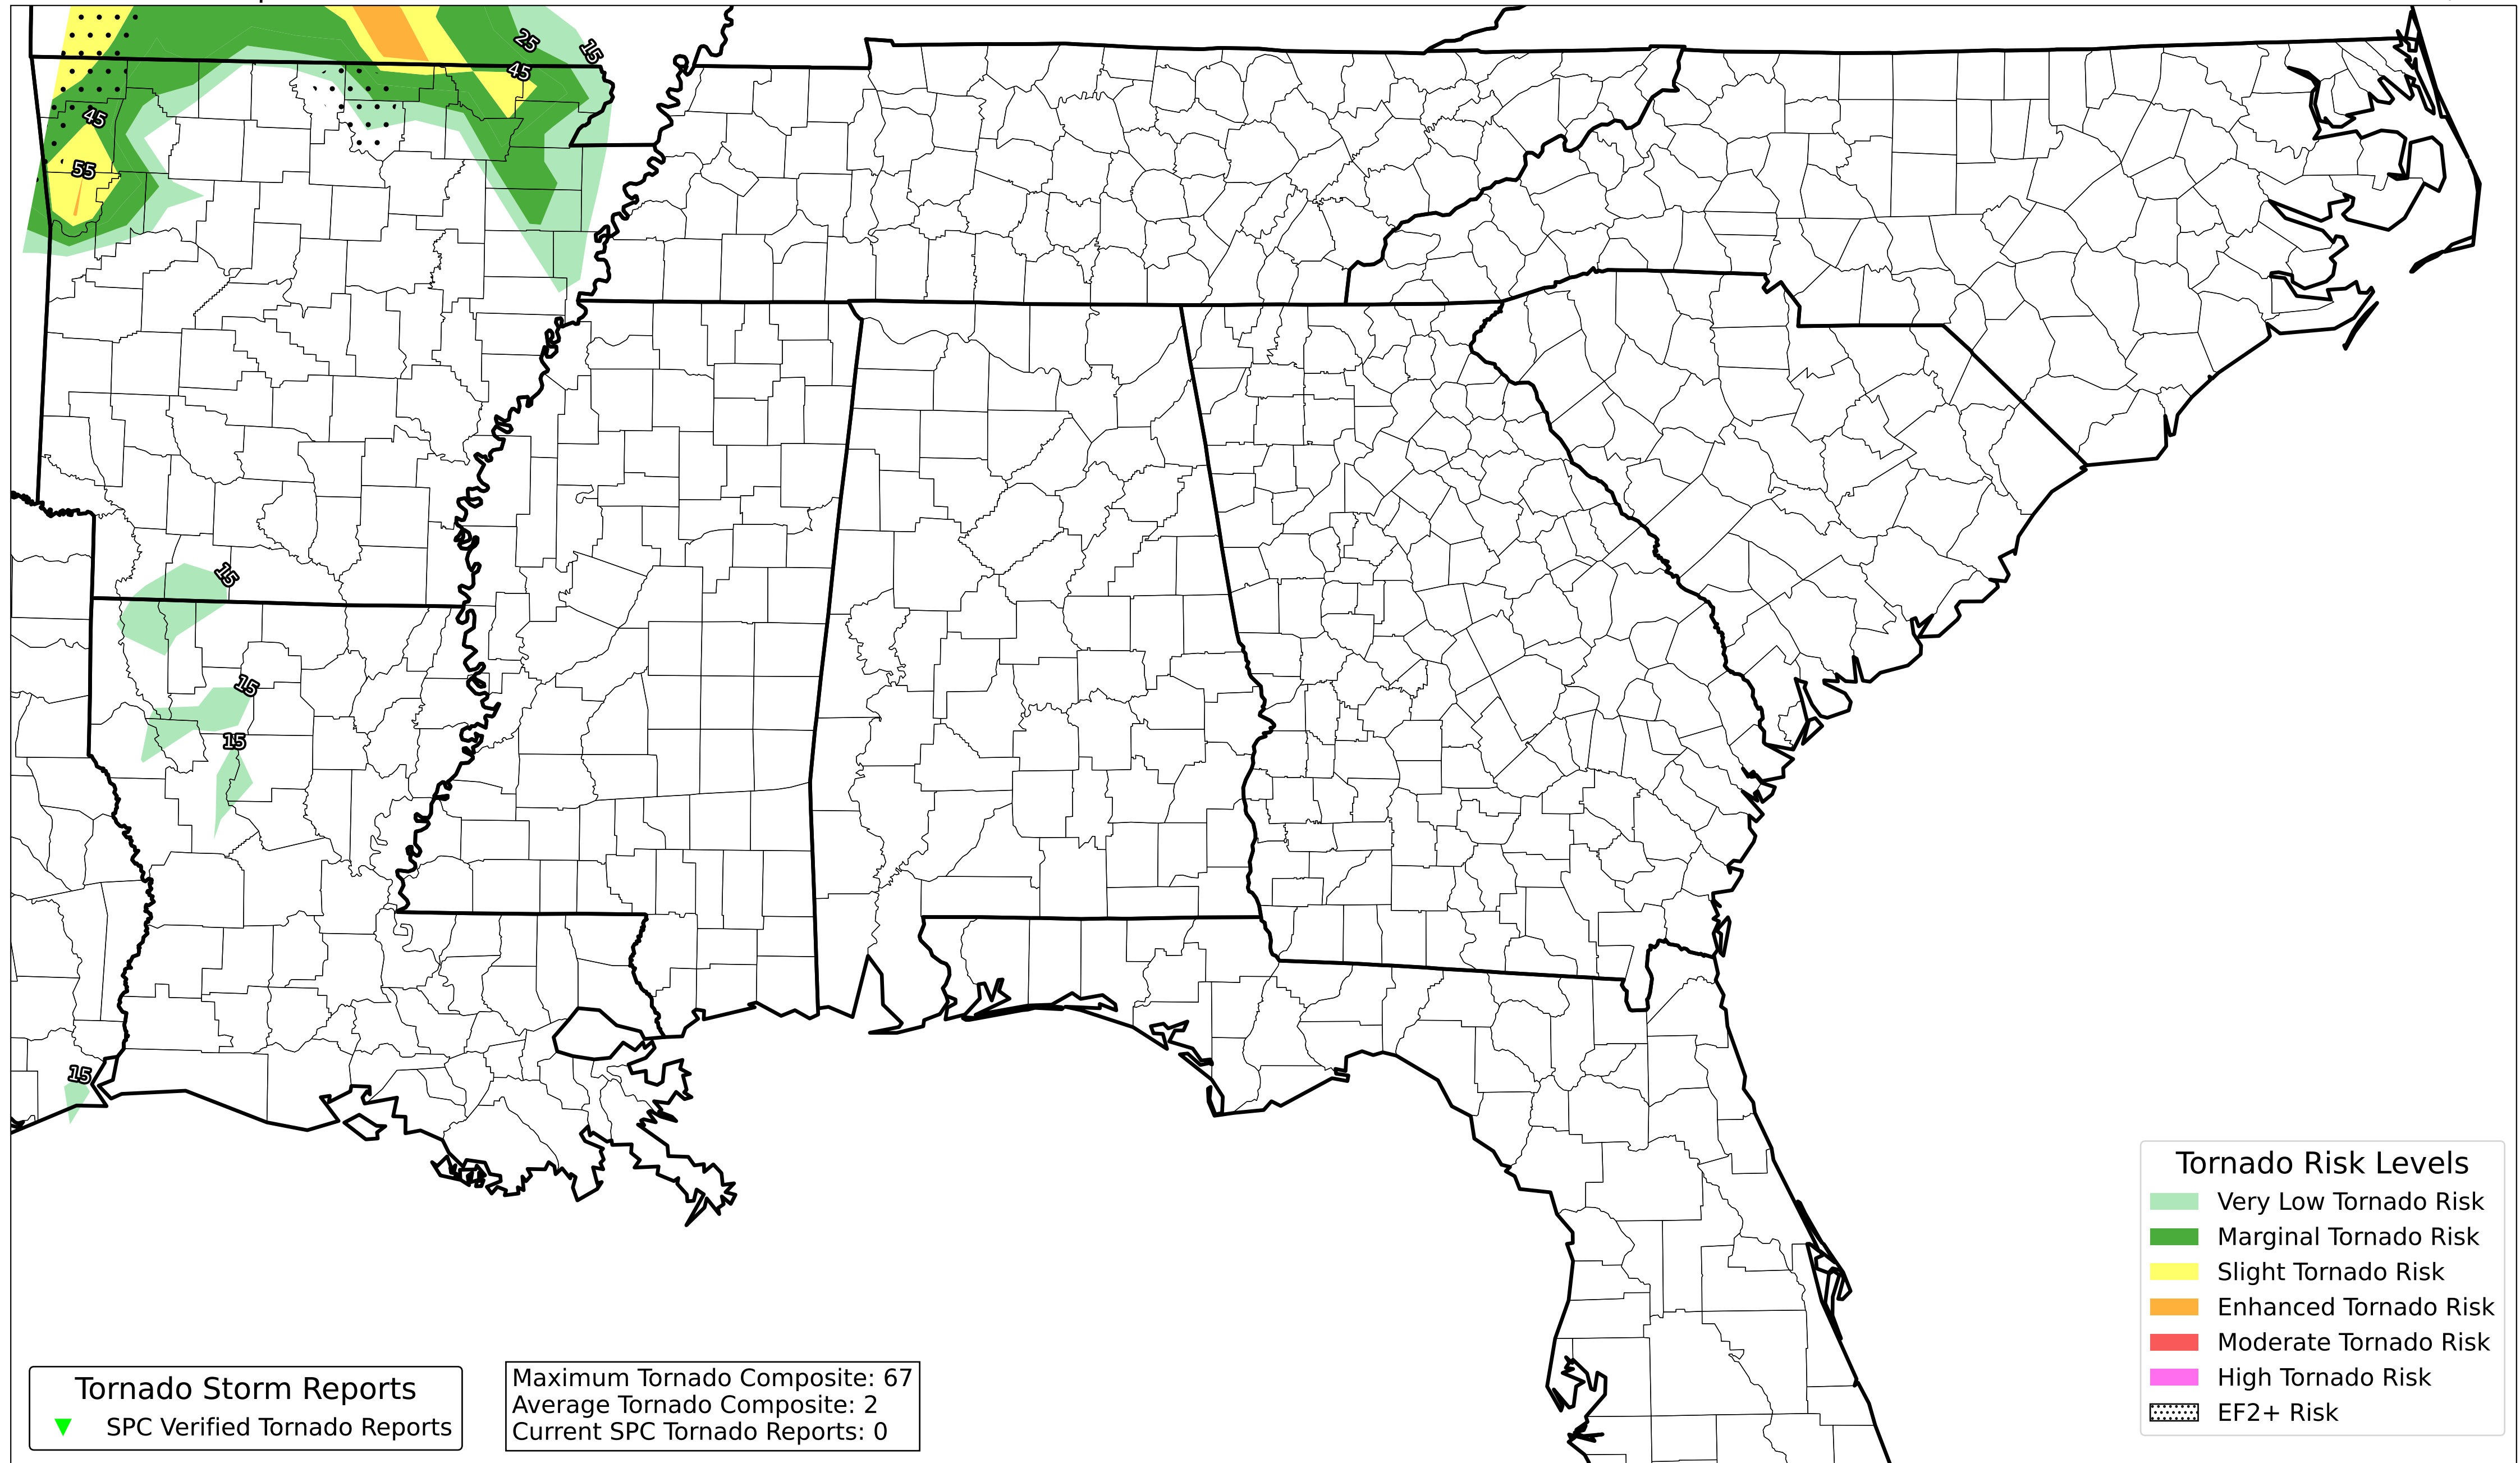 25
15
45
45
55
15
15
15
15
Tornado Risk Levels
Very Low Tornado Risk
Marginal Tornado Risk
Slight Tornado Risk
Enhanced Tornado Risk
Moderate Tornado Risk
High Tornado Risk
EF2+ Risk
Tornado Storm Reports
SPC Verified Tornado Reports
Maximum Tornado Composite: 67
Average Tornado Composite: 2
Current SPC Tornado Reports: 0